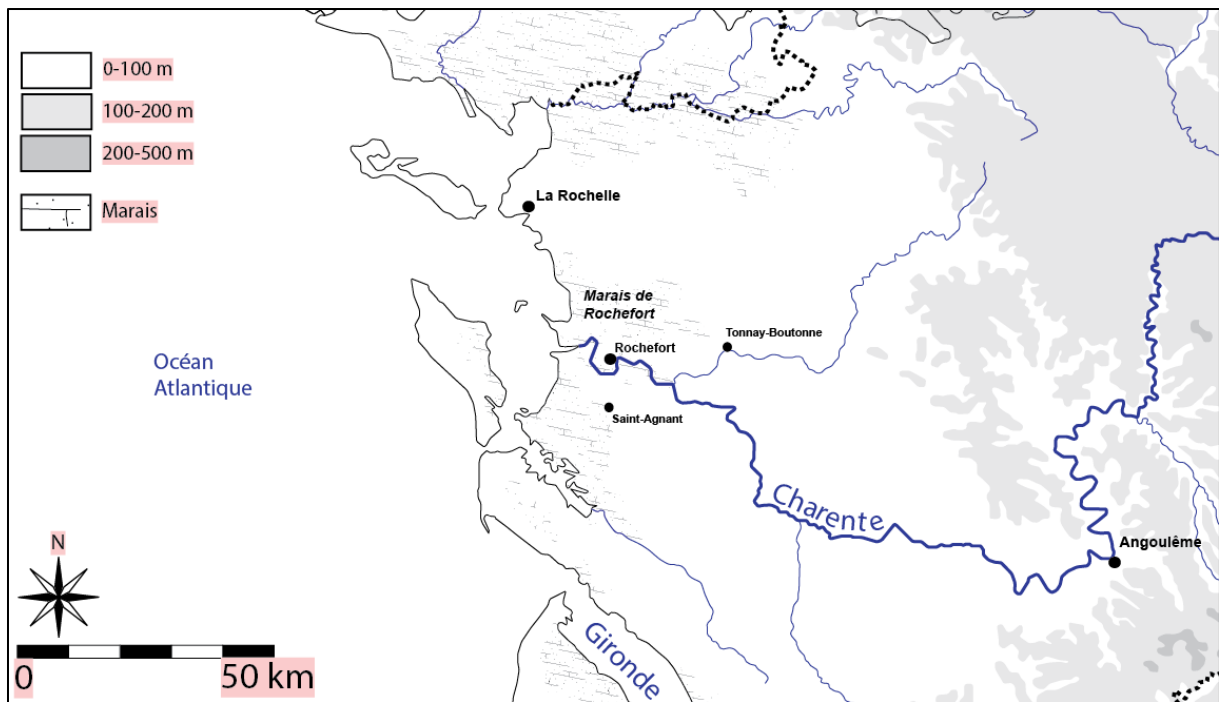 0-100 m
100-200 m
200-500 m
Marais
La Rochelle
Marais de
Rochefort
Rochefort
Tonnay-Boutonne
Saint-Agnant
Océan
Atlantique
Charente
Angoulême
Gironde
N
0
50 km